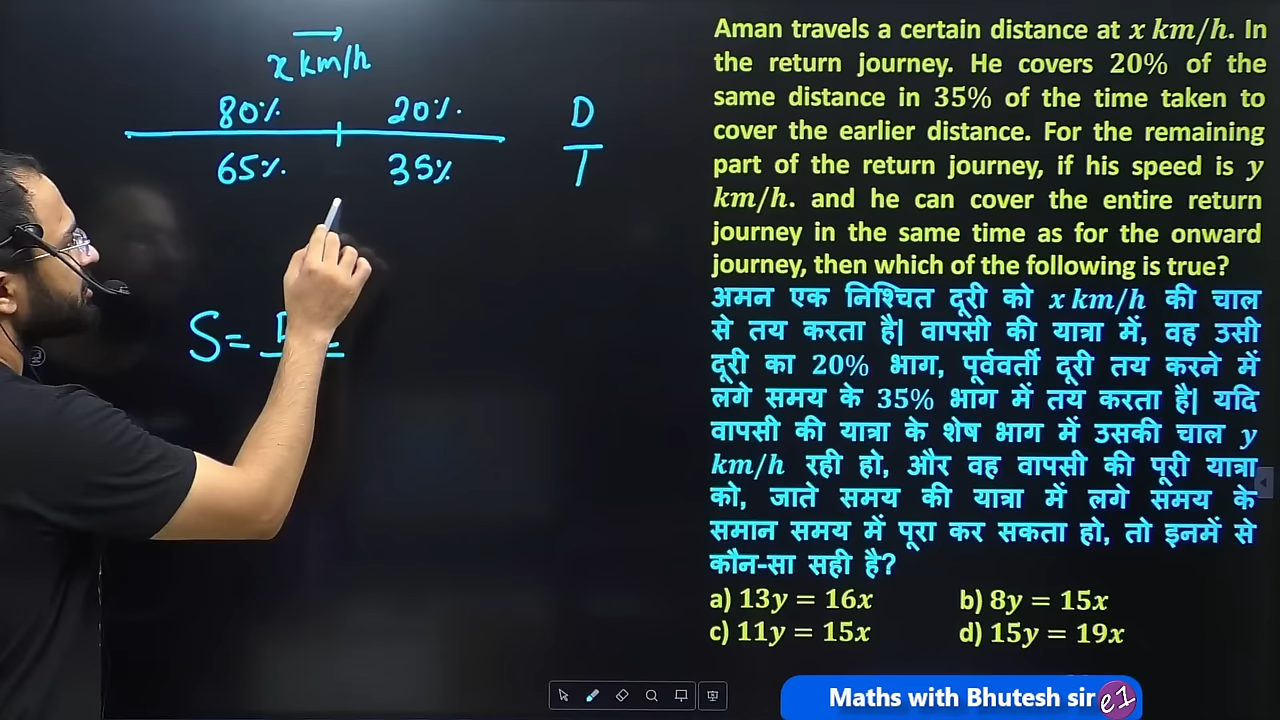 x km/h
80% 20% D
65% 35% T
S =
Aman travels a certain distance at x km/h. In
the return journey. He covers 20% of the
same distance in 35% of the time taken to
cover the earlier distance. For the remaining
part of the return journey, if his speed is y
km/h. and he can cover the entire return
journey in the same time as for the onward
journey, then which of the following is true?
अमन एक निश्चित दूरी को x km/h की चाल
से तय करता है| वापसी की यात्रा में, वह उसी
दूरी का 20% भाग, पूर्ववर्ती दूरी तय करने में
लगे समय के 35% भाग में तय करता है| यदि
वापसी की यात्रा के शेष भाग में उसकी चाल y
km/h रही हो, और वह वापसी की पूरी यात्रा
को, जाते समय की यात्रा में लगे समय के
समान समय में पूरा कर सकता हो, तो इनमें से
कौन-सा सही है?
a) 13y = 16x b) 8y = 15x
c) 11y = 15x d) 15y = 19x
Maths with Bhutesh sir e1